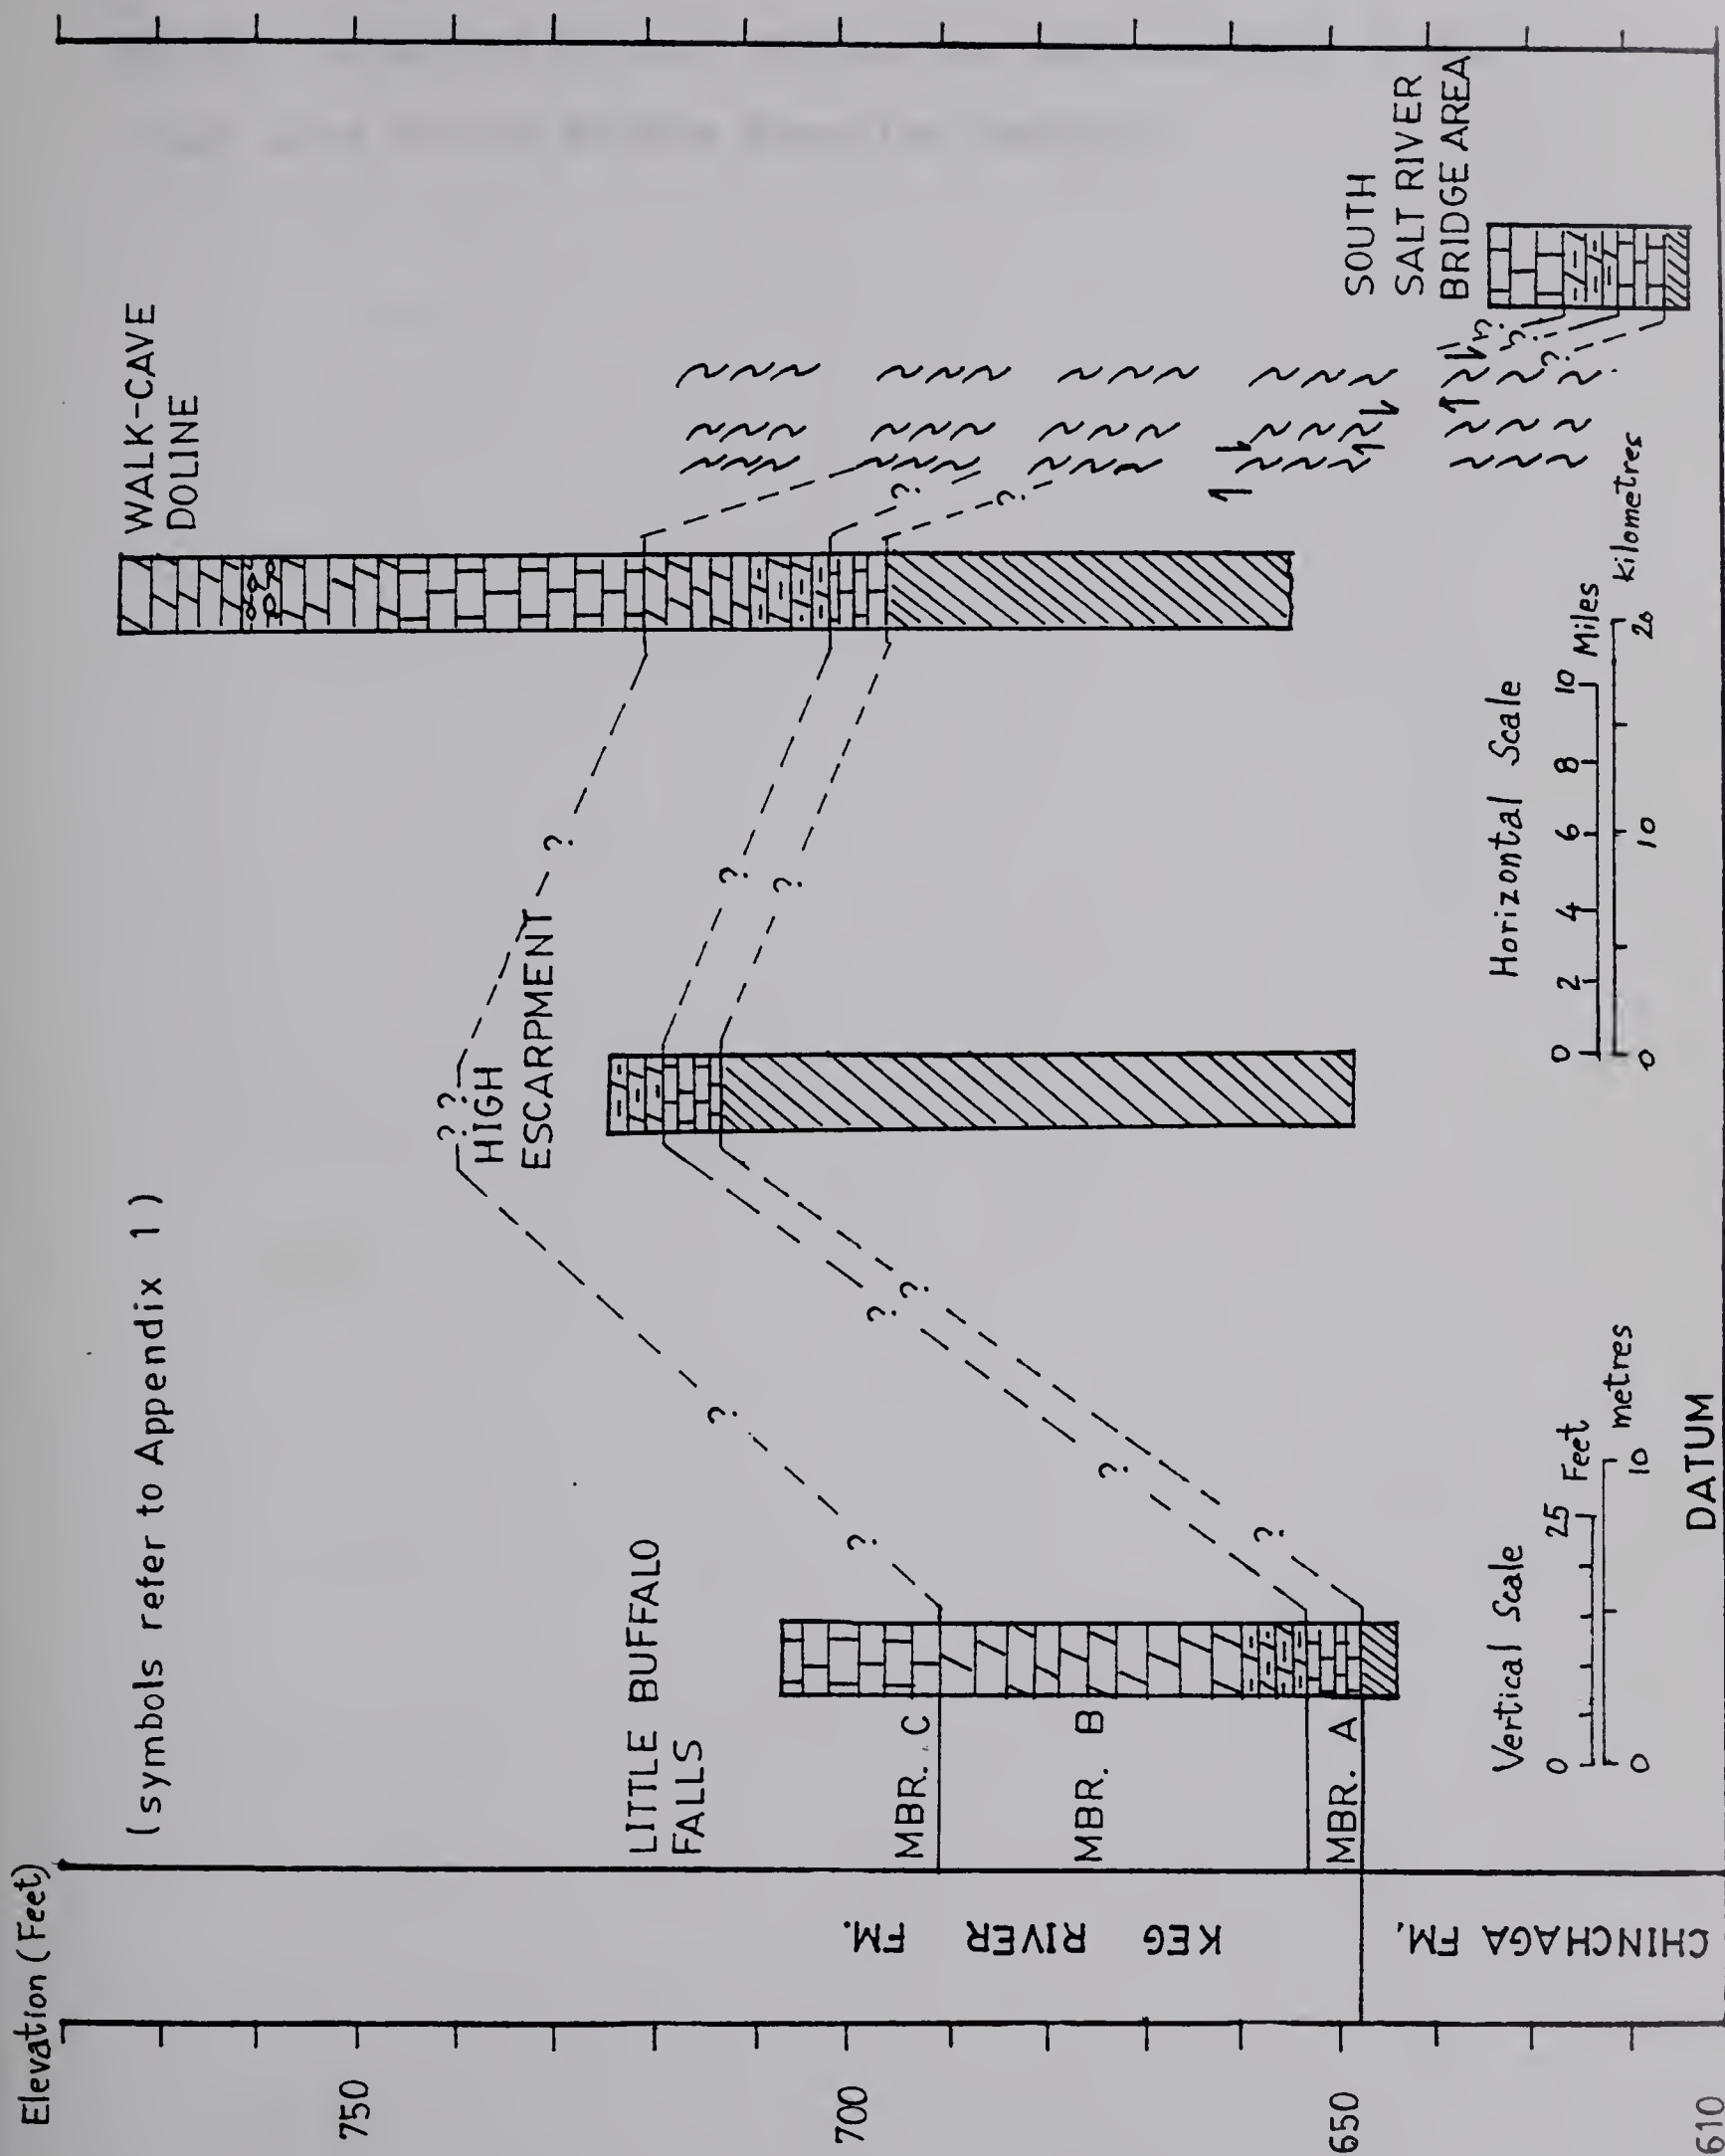 Elevation (Feet)
750
700
650
610
(symbols refer to Appendix 1)
KEG RIVER FM.
CHINCHAGA FM.
LITTLE BUFFALO
FALLS
MBR. C
MBR. B
MBR. A
HIGH
ESCARPMENT
WALK-CAVE
DOLINE
SOUTH
SALT RIVER
BRIDGE AREA
? ?
?
?
?
?
?
?
?
?
?
?
?
?
?
?
Vertical Scale
0 25 Feet
0 10 metres
Horizontal Scale
0 2 4 6 8 10 Miles
0 10 20 kilometres
DATUM